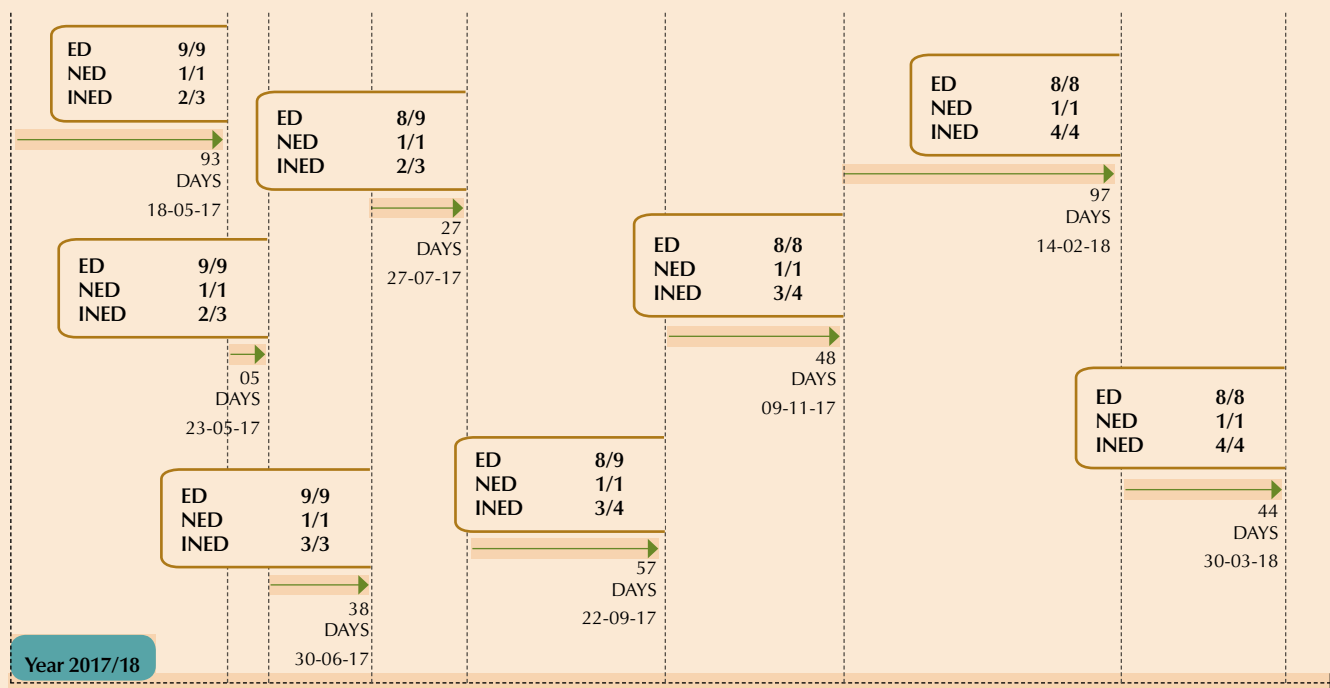 ED 9/9
NED 1/1
INED 2/3
93
DAYS
18-05-17
ED 9/9
NED 1/1
INED 2/3
05
DAYS
23-05-17
ED 9/9
NED 1/1
INED 3/3
38
DAYS
30-06-17
ED 8/9
NED 1/1
INED 2/3
27
DAYS
27-07-17
ED 8/9
NED 1/1
INED 3/4
57
DAYS
22-09-17
ED 8/8
NED 1/1
INED 3/4
48
DAYS
09-11-17
ED 8/8
NED 1/1
INED 4/4
97
DAYS
14-02-18
ED 8/8
NED 1/1
INED 4/4
44
DAYS
30-03-18
Year 2017/18